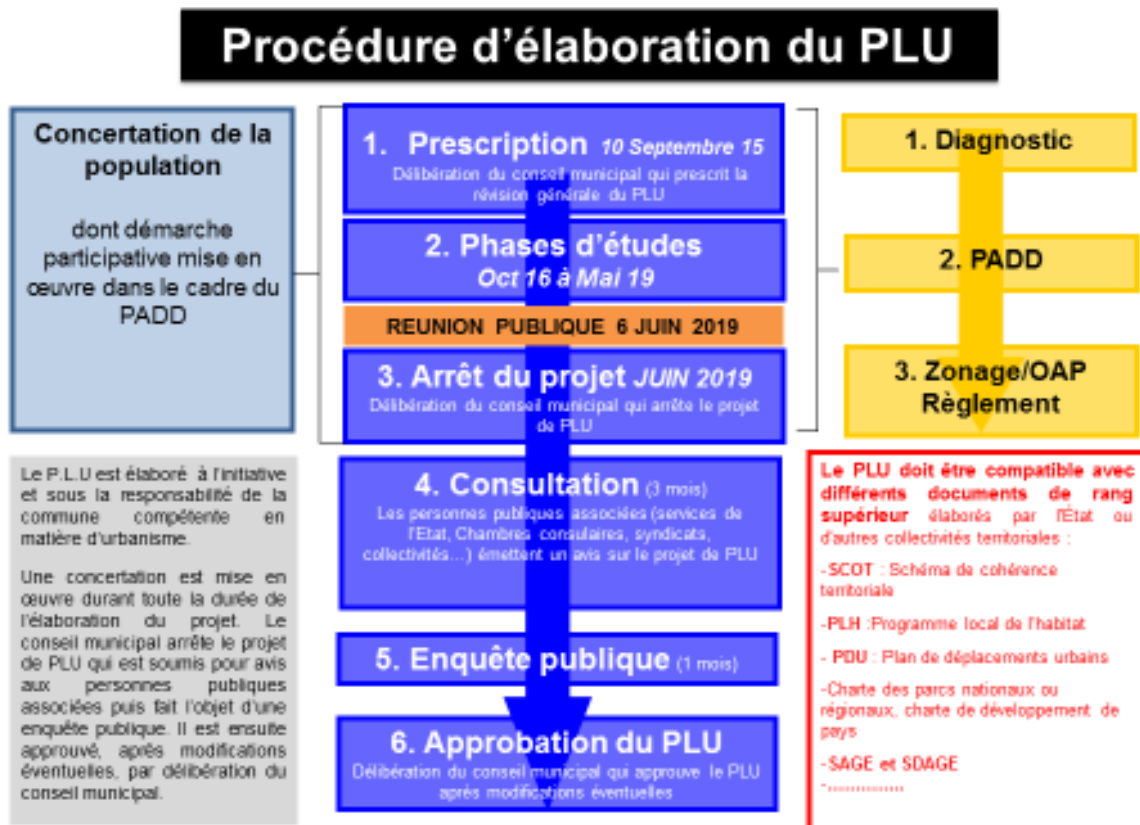 Procédure d'élaboration du PLU
Concertation de la
population
dont démarche
participative mise en
œuvre dans le cadre du
PADD
1. Prescription 10 Septembre 15
Délibération du conseil municipal qui prescrit la
révision générale du PLU
2. Phases d'études
Oct 16 à Mai 19
REUNION PUBLIQUE 6 JUIN 2019
3. Arrêt du projet JUIN 2019
Délibération du conseil municipal qui arrête le projet
de PLU
4. Consultation (3 mois)
Les personnes publiques associées (services de
l'Etat, Chambres consulaires, syndicats,
collectivités...) émettent un avis sur le projet de PLU
5. Enquête publique (1 mois)
6. Approbation du PLU
Délibération du conseil municipal qui approuve le PLU
après modifications éventuelles
1. Diagnostic
2. PADD
3. Zonage/OAP
Règlement
Le P.L.U est élaboré à l'initiative
et sous la responsabilité de la
commune compétente en
matière d'urbanisme.
Une concertation est mise en
œuvre durant toute la durée de
l'élaboration du projet. Le
conseil municipal arrête le projet
de PLU qui est soumis pour avis
aux personnes publiques
associées puis fait l'objet d'une
enquête publique. Il est ensuite
approuvé, après modifications
éventuelles, par délibération du
conseil municipal.
Le PLU doit être compatible avec
différents documents de rang
supérieur élaborés par l'État ou
d'autres collectivités territoriales :
-SCOT : Schéma de cohérence
territoriale
-PLH :Programme local de l'habitat
- PDU : Plan de déplacements urbains
-Charte des parcs nationaux ou
régionaux, charte de développement de
pays
-SAGE et SDAGE
-...............